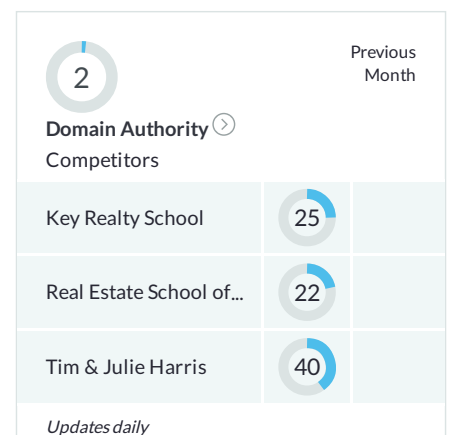 2
Previous
Month
Domain Authority
Competitors
Key Realty School 25
Real Estate School of... 22
Tim & Julie Harris 40
Updates daily